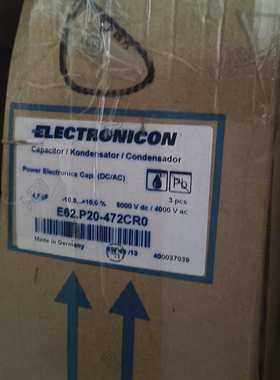 ELECTRONICON
Capacitor / Kondensator / Condensador
Power Electronics Cap. (DC/AC)
Pb
3 pcs
4,7 µF -10,0...+10,0 % 5000 V dc / 4000 V ac
E62.P20-472CR0
Made in Germany
400037039